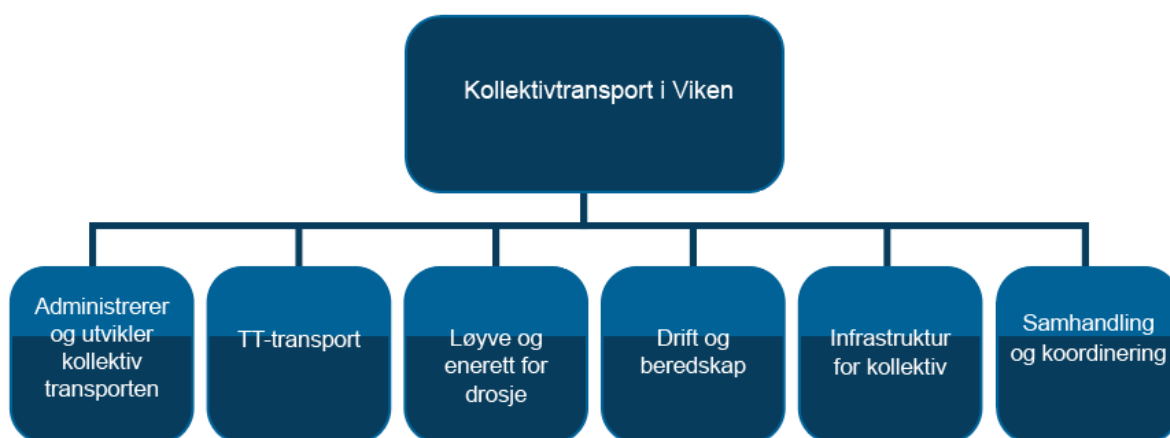 Kollektivtransport i Viken
Administrerer
og utvikler
kollektiv
transporten
TT-transport
Løyve og
enerett for
drosje
Drift og
beredskap
Infrastruktur
for kollektiv
Samhandling
og koordinering